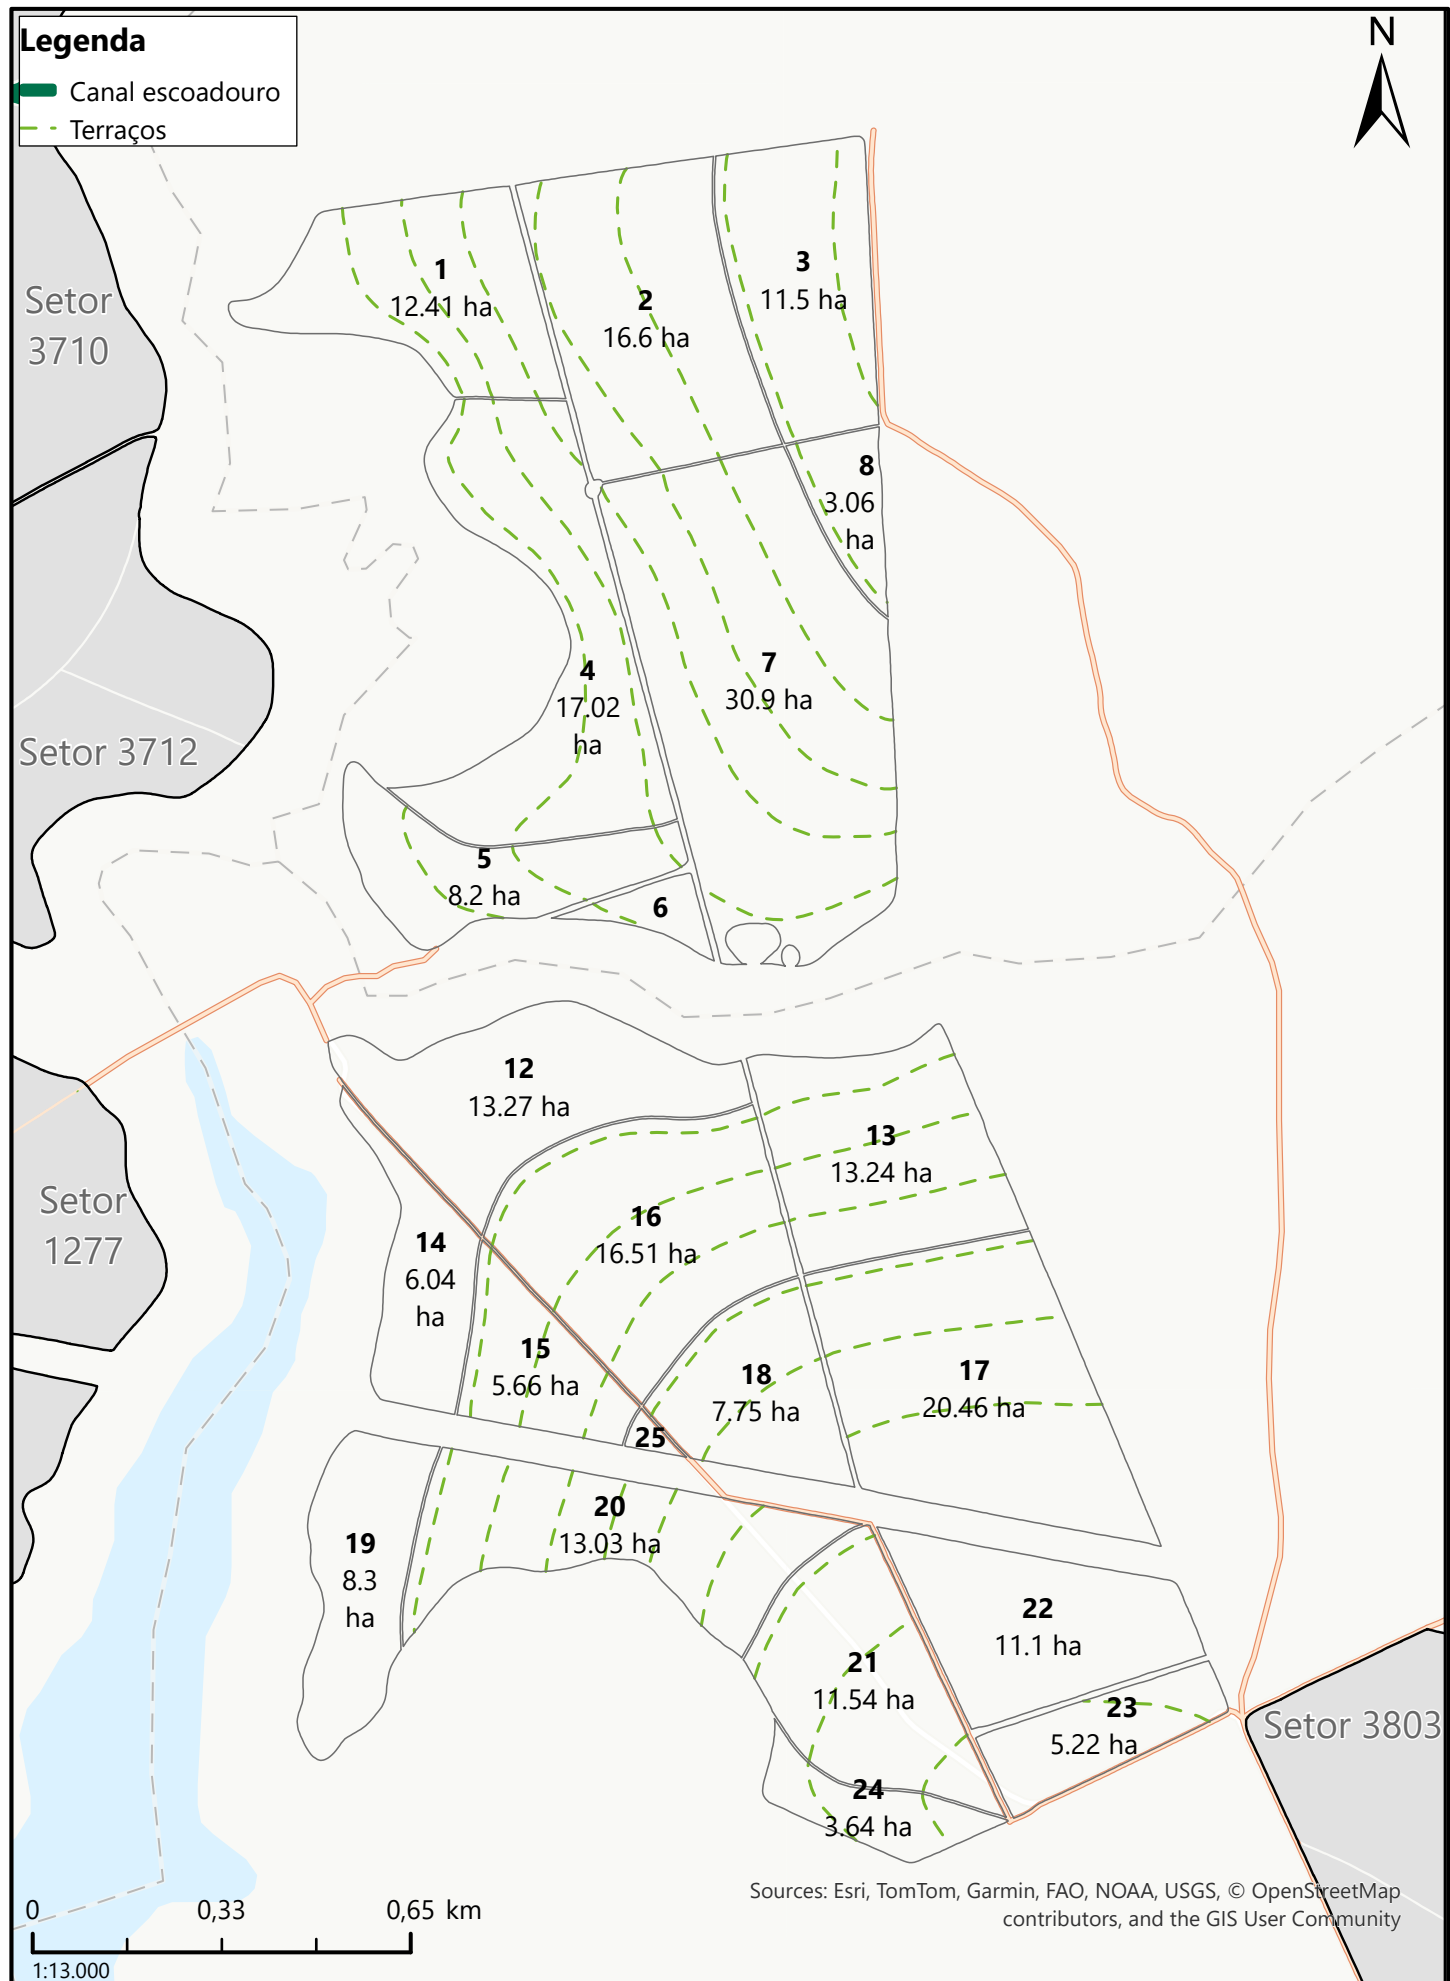 Legenda
Canal escoadouro
Terraços
N
Setor
3710
1
12.41 ha
2
16.6 ha
3
11.5 ha
8
3.06
ha
4
17.02
ha
7
30.9 ha
Setor 3712
5
8.2 ha
6
12
13.27 ha
13
13.24 ha
Setor
1277
14
6.04
ha
16
16.51 ha
15
5.66 ha
18
7.75 ha
17
20.46 ha
25
20
13.03 ha
19
8.3
ha
22
11.1 ha
21
11.54 ha
23
5.22 ha
Setor 3803
24
3.64 ha
Sources: Esri, TomTom, Garmin, FAO, NOAA, USGS, © OpenStreetMap
contributors, and the GIS User Community
0 0,33 0,65 km
1:13.000